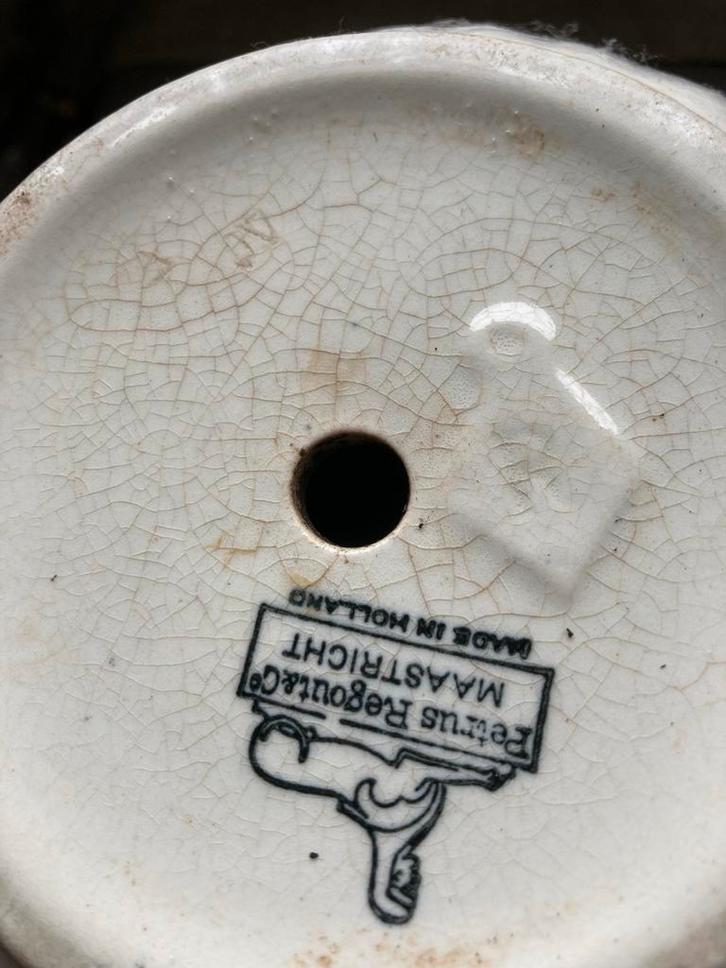 Petrus Regout & Cº
MAASTRICHT
MADE IN HOLLAND